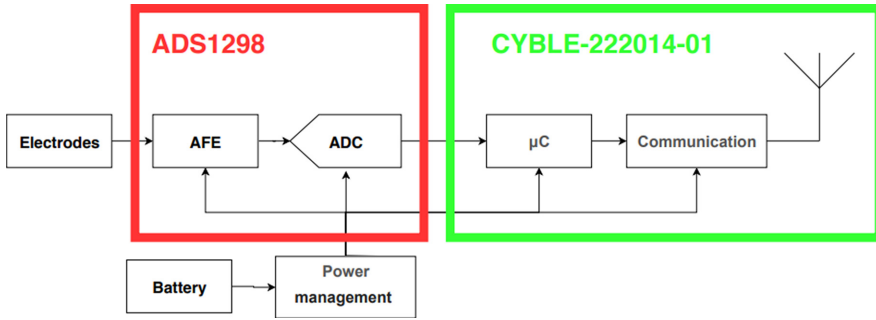 ADS1298
CYBLE-222014-01
Electrodes
AFE
ADC
μC
Communication
Battery
Power
management